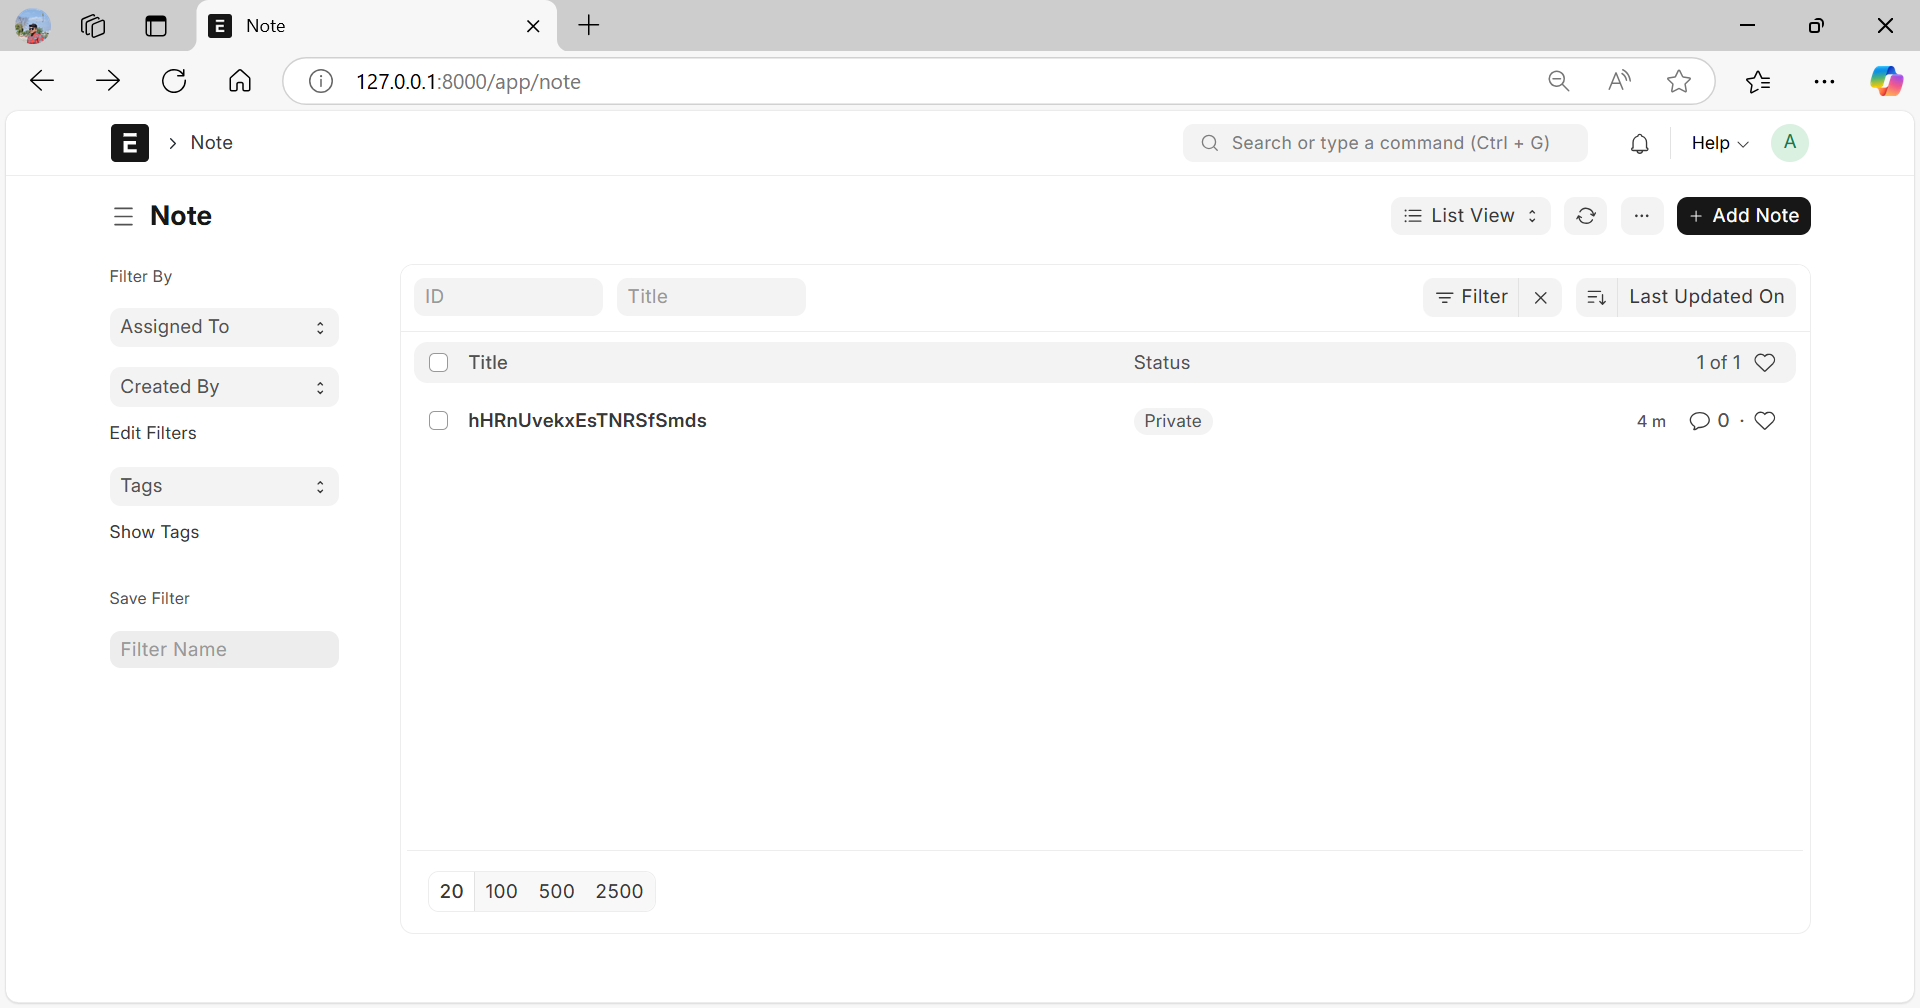 Note
127.0.0.1:8000/app/note
Note
Search or type a command (Ctrl + G)
Help
A
Note
List View
+ Add Note
Filter By
Assigned To
Created By
Edit Filters
Tags
Show Tags
Save Filter
Filter Name
ID
Title
Filter
Last Updated On
Title
Status
1 of 1
hHRnUvekxEsTNRSfSmds
Private
4 m
0 ·
20 100 500 2500